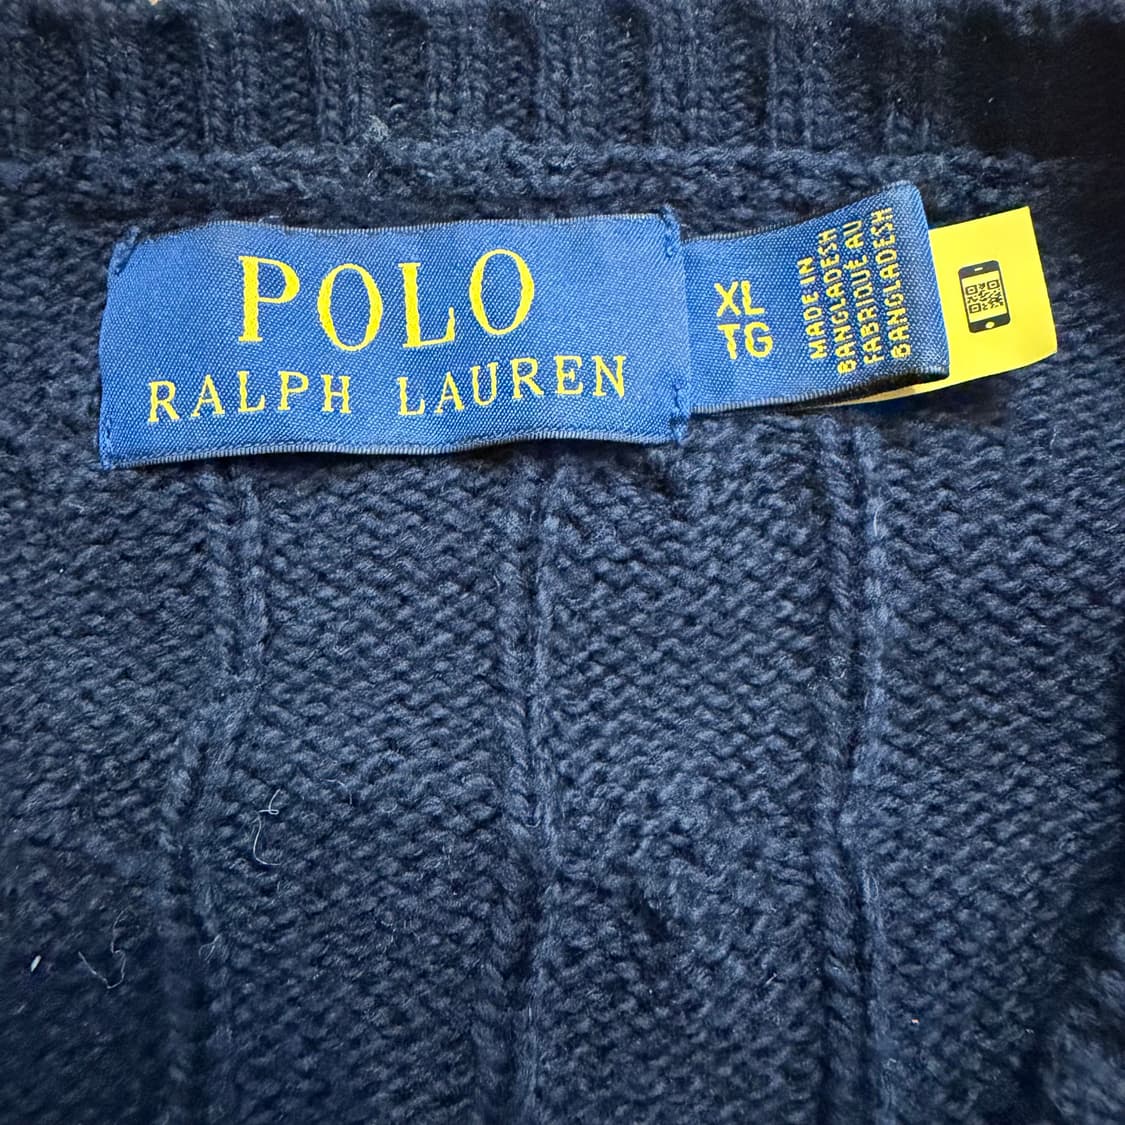 POLO
RALPH LAUREN
XL
TG
MADE IN
BANGLADESH
FABRIQUÉ AU
BANGLADESH